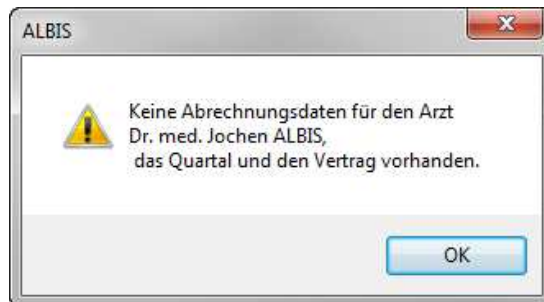 ALBIS
Keine Abrechnungsdaten für den Arzt
Dr. med. Jochen ALBIS,
das Quartal und den Vertrag vorhanden.
OK